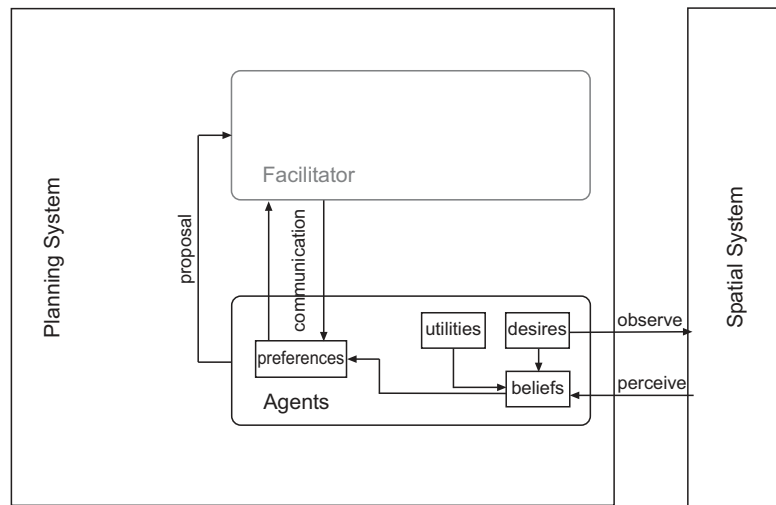 Planning System
Facilitator
proposal
communication
utilities
desires
observe
preferences
beliefs
perceive
Agents
Spatial System